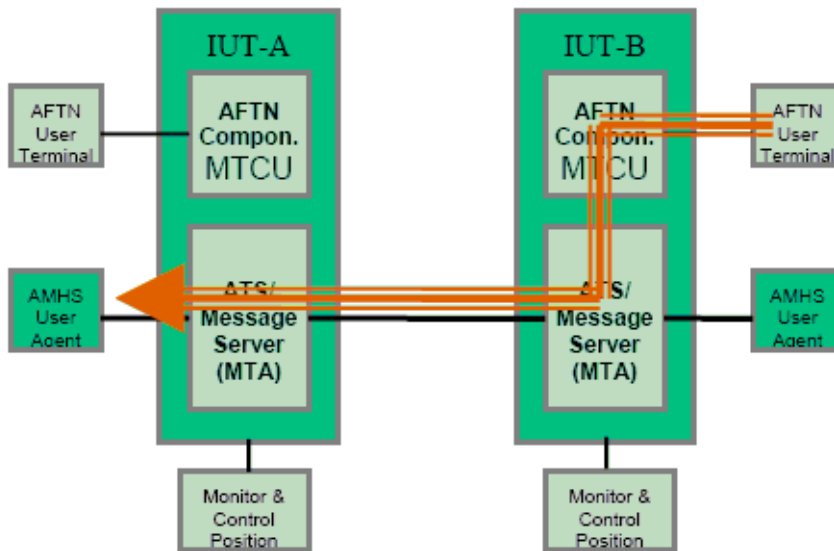 IUT-A
AFTN
Compon.
MTCU
ATS/
Message
Server
(MTA)
AFTN
User
Terminal
AMHS
User
Agent
Monitor &
Control
Position
IUT-B
AFTN
Compon.
MTCU
ATS/
Message
Server
(MTA)
AFTN
User
Terminal
AMHS
User
Agent
Monitor &
Control
Position